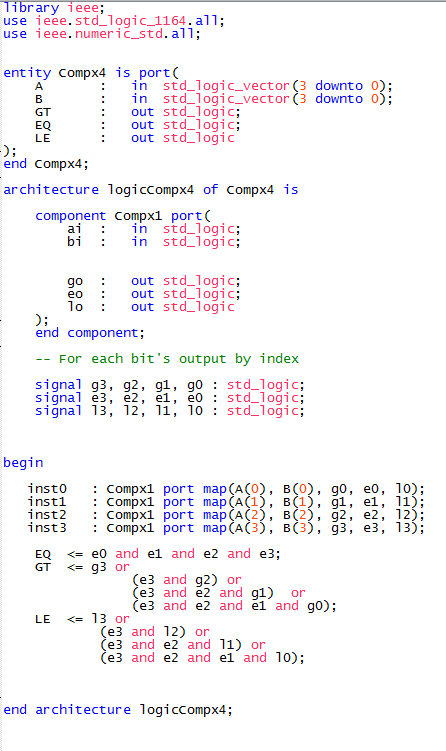 library ieee;
use ieee.std_logic_1164.all;
use ieee.numeric_std.all;
entity Compx4 is port(
A : in std_logic_vector(3 downto 0);
B : in std_logic_vector(3 downto 0);
GT : out std_logic;
EQ : out std_logic;
LE : out std_logic
);
end Compx4;
architecture logicCompx4 of Compx4 is
component Compx1 port(
ai : in std_logic;
bi : in std_logic;
go : out std_logic;
eo : out std_logic;
lo : out std_logic
);
end component;
-- For each bit's output by index
signal g3, g2, g1, g0 : std_logic;
signal e3, e2, e1, e0 : std_logic;
signal l3, l2, l1, l0 : std_logic;
begin
inst0 : Compx1 port map(A(0), B(0), g0, e0, l0);
inst1 : Compx1 port map(A(1), B(1), g1, e1, l1);
inst2 : Compx1 port map(A(2), B(2), g2, e2, l2);
inst3 : Compx1 port map(A(3), B(3), g3, e3, l3);
EQ <= e0 and e1 and e2 and e3;
GT <= g3 or
(e3 and g2) or
(e3 and e2 and g1) or
(e3 and e2 and e1 and g0);
LE <= l3 or
(e3 and l2) or
(e3 and e2 and l1) or
(e3 and e2 and e1 and l0);
end architecture logicCompx4;